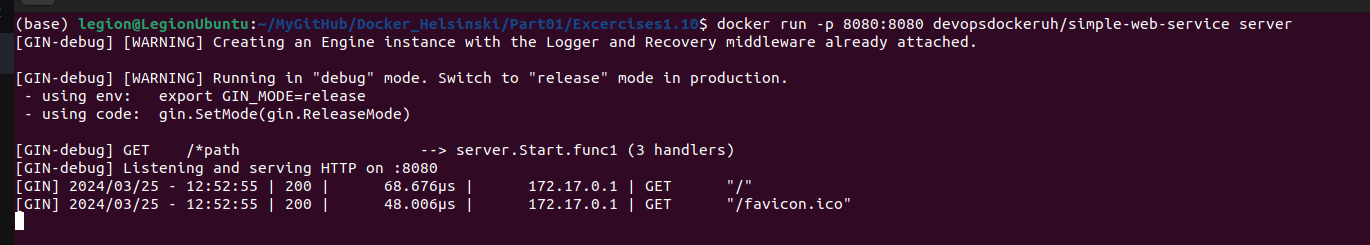 (base) legion@LegionUbuntu:~/MyGitHub/Docker_Helsinski/Part01/Excercises1.10$ docker run -p 8080:8080 devopsdockeruh/simple-web-service server
[GIN-debug] [WARNING] Creating an Engine instance with the Logger and Recovery middleware already attached.
[GIN-debug] [WARNING] Running in "debug" mode. Switch to "release" mode in production.
 - using env:   export GIN_MODE=release
 - using code:  gin.SetMode(gin.ReleaseMode)
[GIN-debug] GET    /*path                    --> server.Start.func1 (3 handlers)
[GIN-debug] Listening and serving HTTP on :8080
[GIN] 2024/03/25 - 12:52:55 | 200 |      68.676µs |      172.17.0.1 | GET      "/"
[GIN] 2024/03/25 - 12:52:55 | 200 |      48.006µs |      172.17.0.1 | GET      "/favicon.ico"